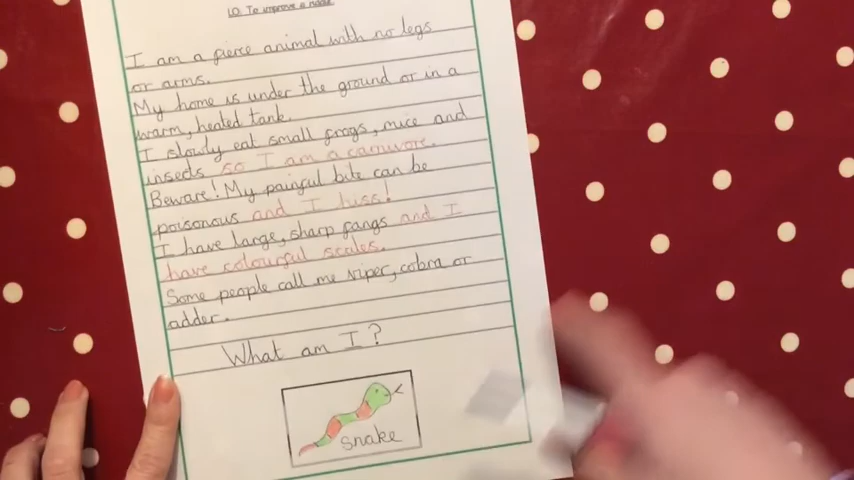 LO: To improve a riddle
I am a fierce animal with no legs
or arms.
My home is under the ground or in a
warm, heated tank.
I slowly eat small frogs, mice and
insects so I am a carnivore.
Beware! My painful bite can be
poisonous and I hiss!
I have large, sharp fangs and I
have colourful scales.
Some people call me viper, cobra or
adder.
What am I?
snake